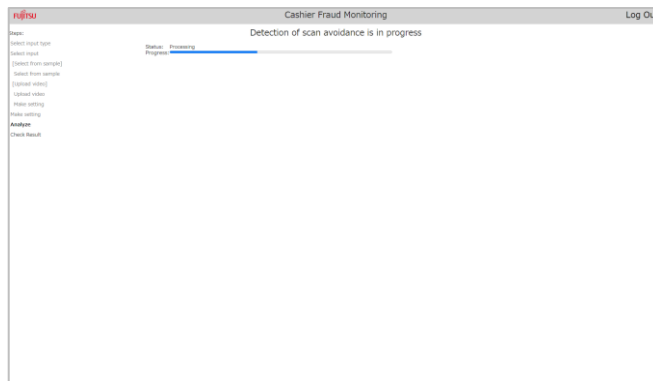 FUJITSU
Cashier Fraud Monitoring
Log Ou
Steps:
Select input type
Select input
[Select from sample]
Select from sample
[Upload video]
Upload video
Make setting
Make setting
Analyze
Check Result
Detection of scan avoidance is in progress
Status: Processing
Progress: